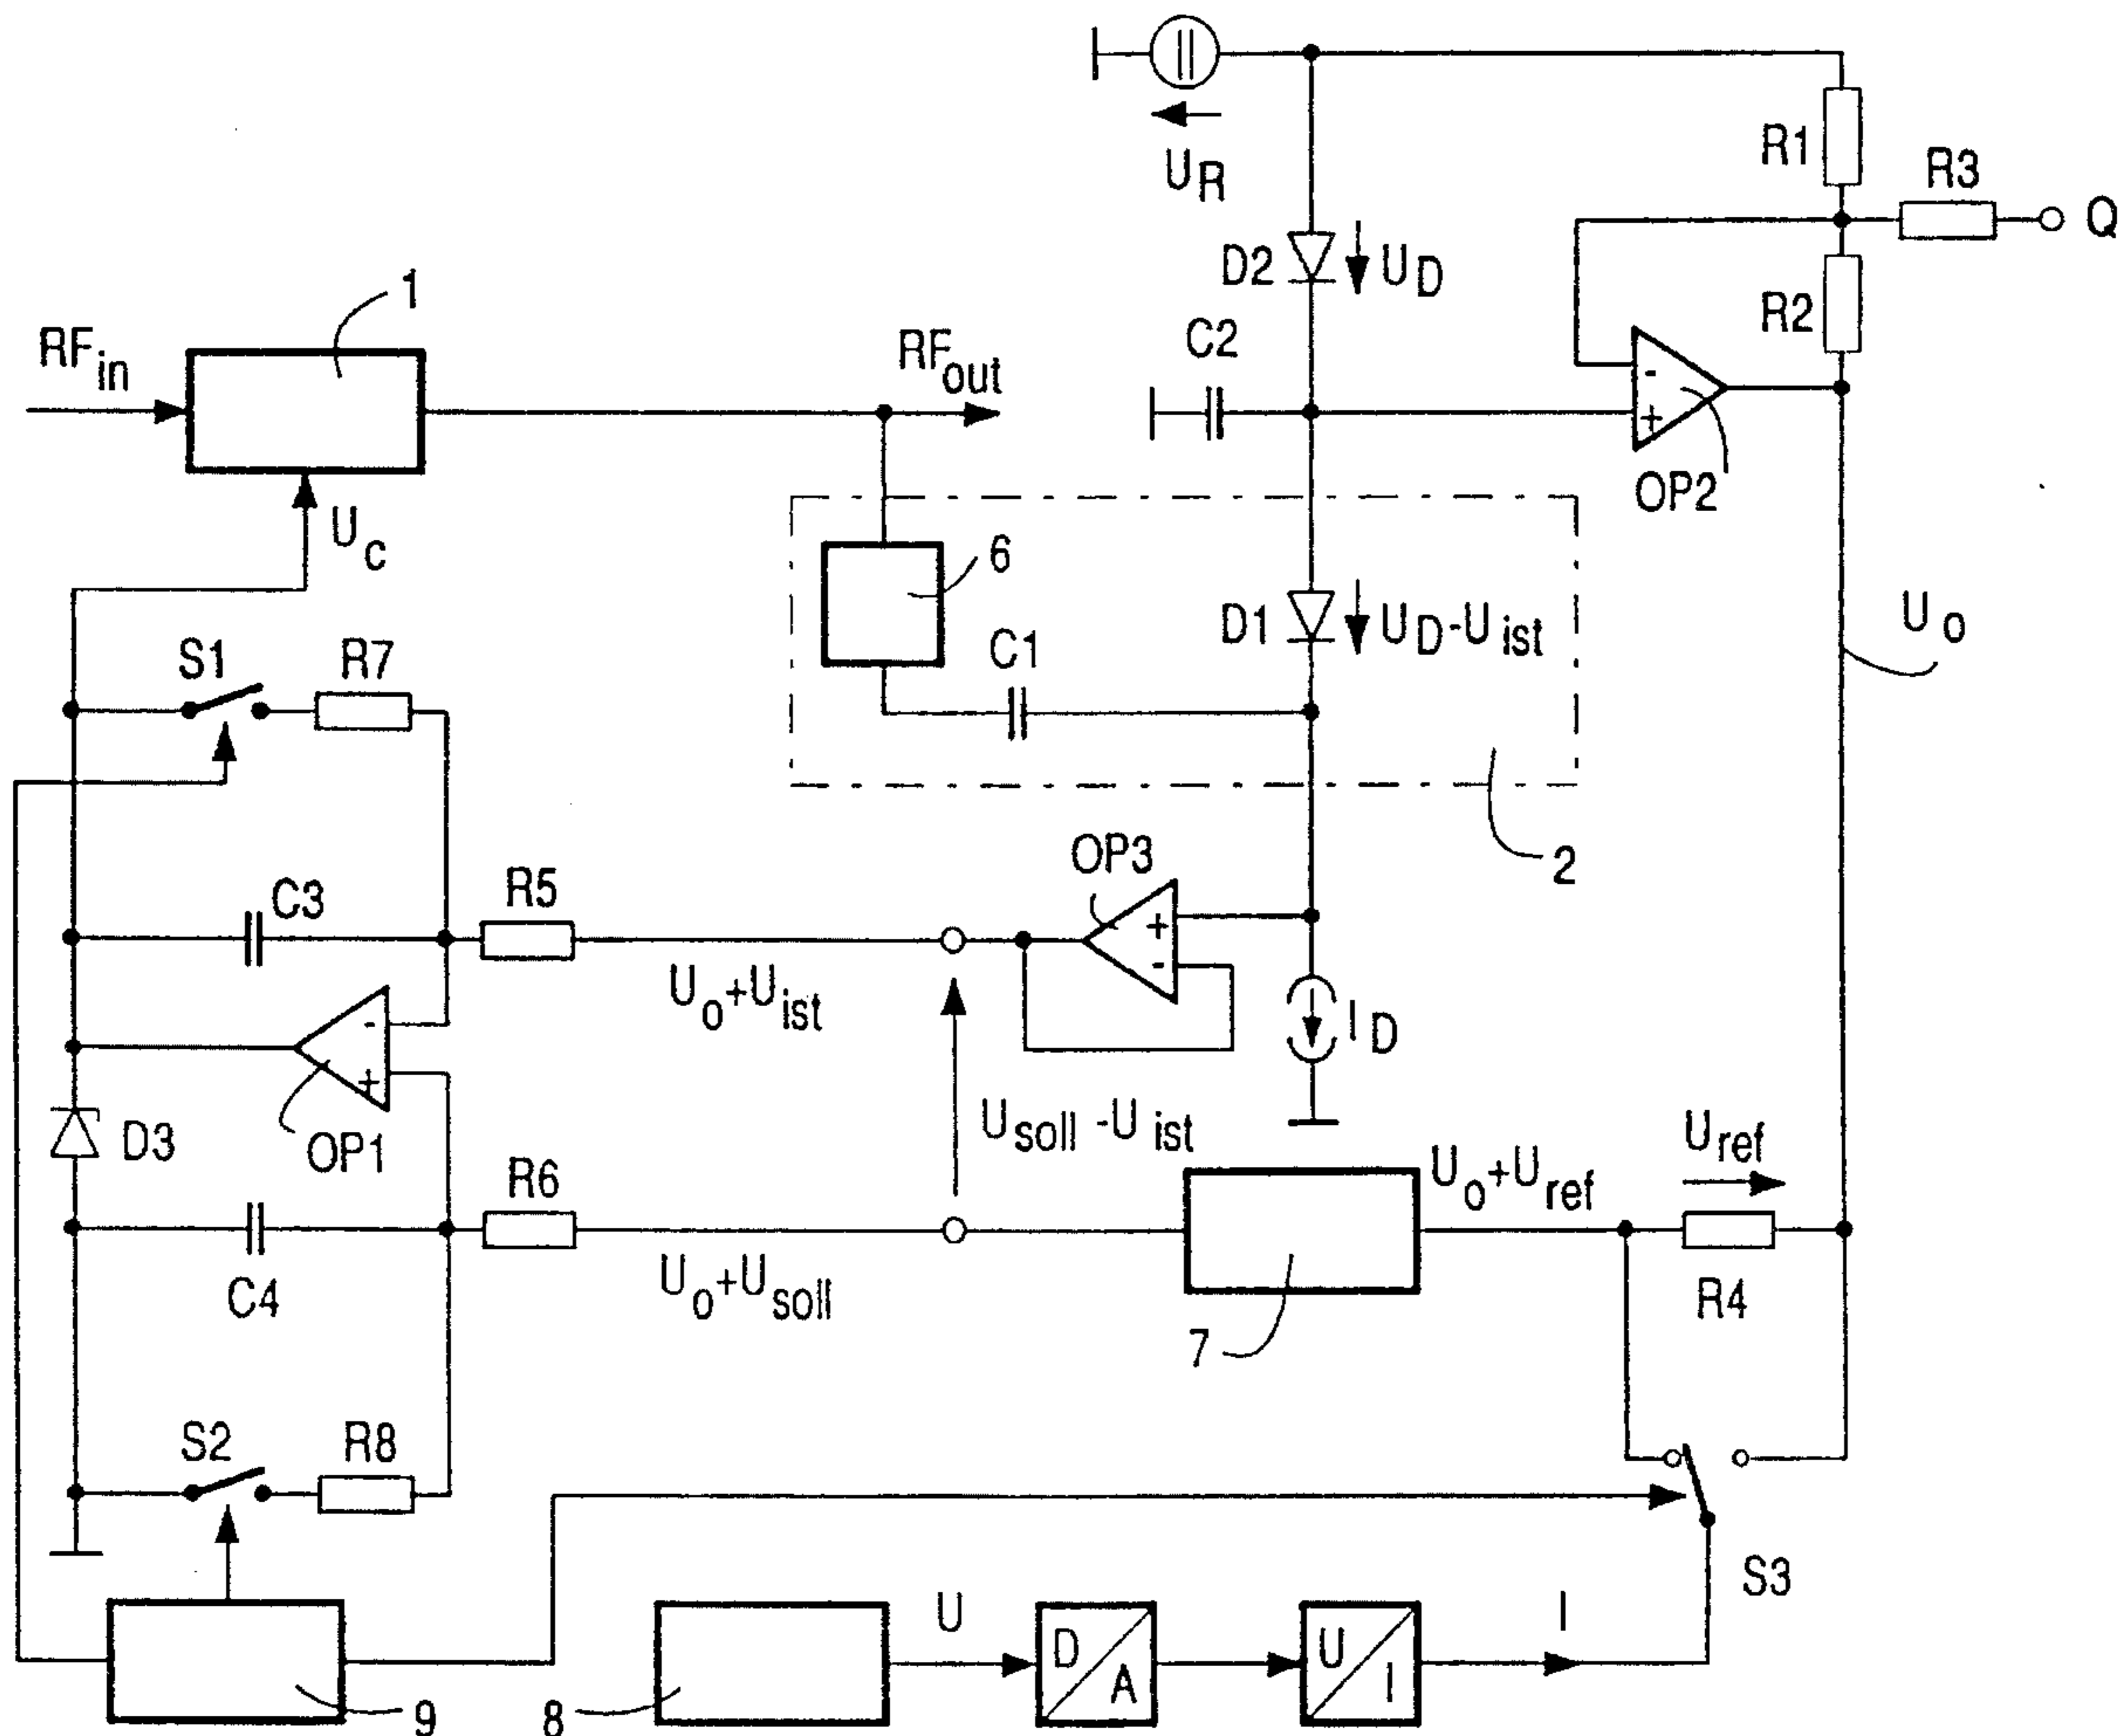 U_R
R1
R3
Q
D2
U_D
R2
1
RF_in
RF_out
C2
-
+
OP2
U_c
6
D1
U_D-U_ist
U_o
S1
R7
C1
2
OP3
C3
R5
+
-
U_o+U_ist
I_D
-
+
U_soll-U_ist
D3
OP1
R6
U_o+U_ref
U_ref
C4
U_o+U_soll
7
R4
S2
R8
S3
U
D
A
U
I
I
9
8